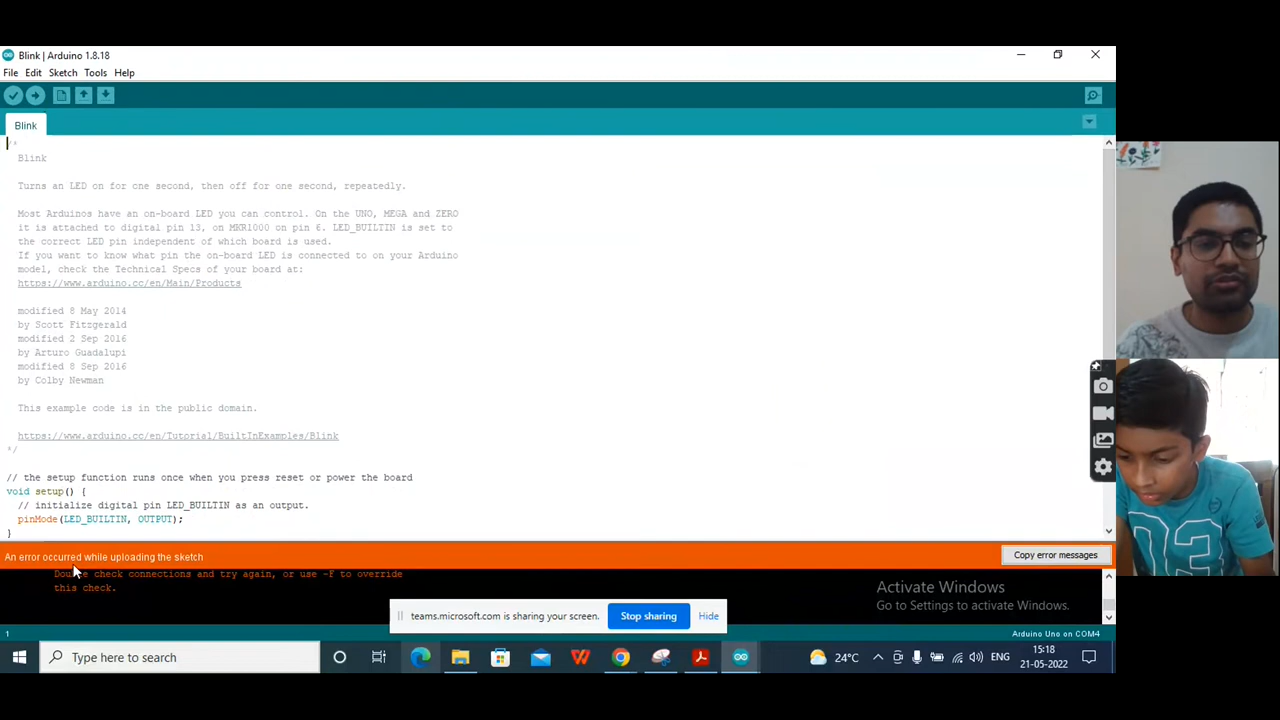 Blink | Arduino 1.8.18
File Edit Sketch Tools Help
Blink
/*
Blink
Turns an LED on for one second, then off for one second, repeatedly.
Most Arduinos have an on-board LED you can control. On the UNO, MEGA and ZERO
it is attached to digital pin 13, on MKR1000 on pin 6. LED_BUILTIN is set to
the correct LED pin independent of which board is used.
If you want to know what pin the on-board LED is connected to on your Arduino
model, check the Technical Specs of your board at:
https://www.arduino.cc/en/Main/Products
modified 8 May 2014
by Scott Fitzgerald
modified 2 Sep 2016
by Arturo Guadalupi
modified 8 Sep 2016
by Colby Newman
This example code is in the public domain.
https://www.arduino.cc/en/Tutorial/BuiltInExamples/Blink
*/
// the setup function runs once when you press reset or power the board
void setup() {
// initialize digital pin LED_BUILTIN as an output.
pinMode(LED_BUILTIN, OUTPUT);
}
An error occurred while uploading the sketch
Copy error messages
Double check connections and try again, or use -F to override
this check.
Activate Windows
Go to Settings to activate Windows.
teams.microsoft.com is sharing your screen. Stop sharing Hide
1
Arduino Uno on COM4
Type here to search
24°C
ENG
15:18
21-05-2022
93